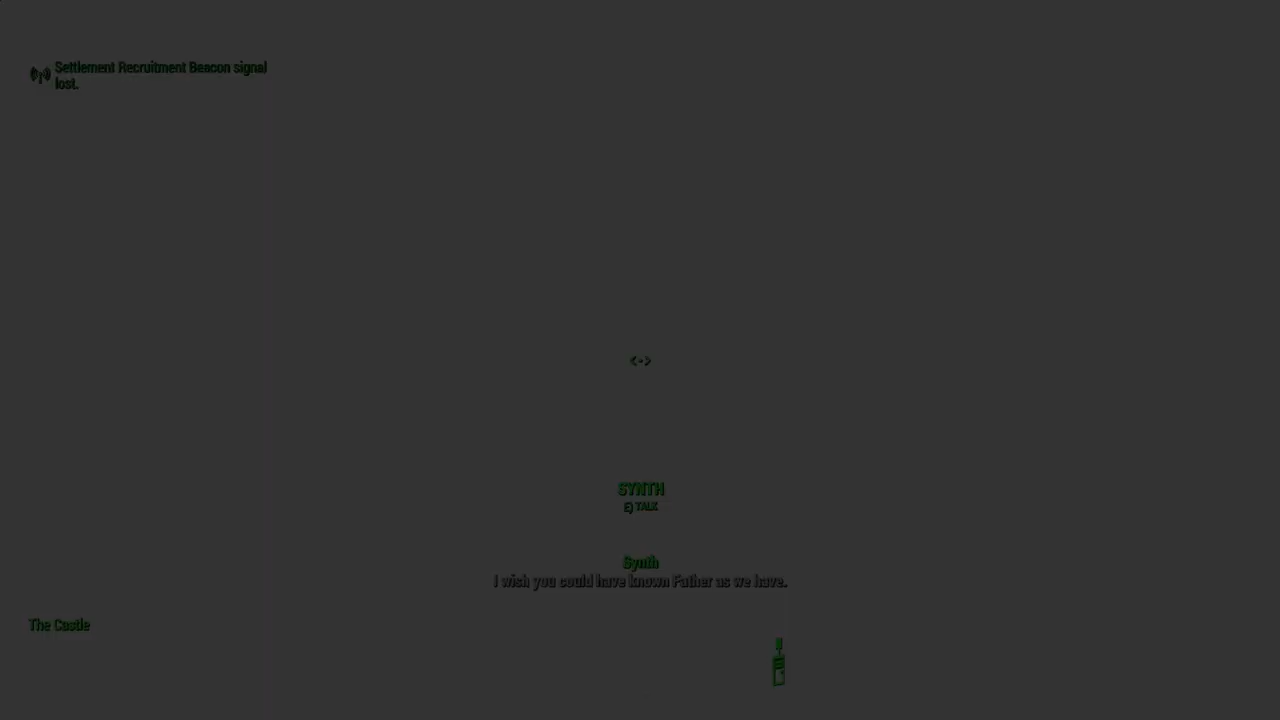 Settlement Recruitment Beacon signal
lost.
SYNTH
E) TALK
Synth
I wish you could have known Father as we have.
The Castle